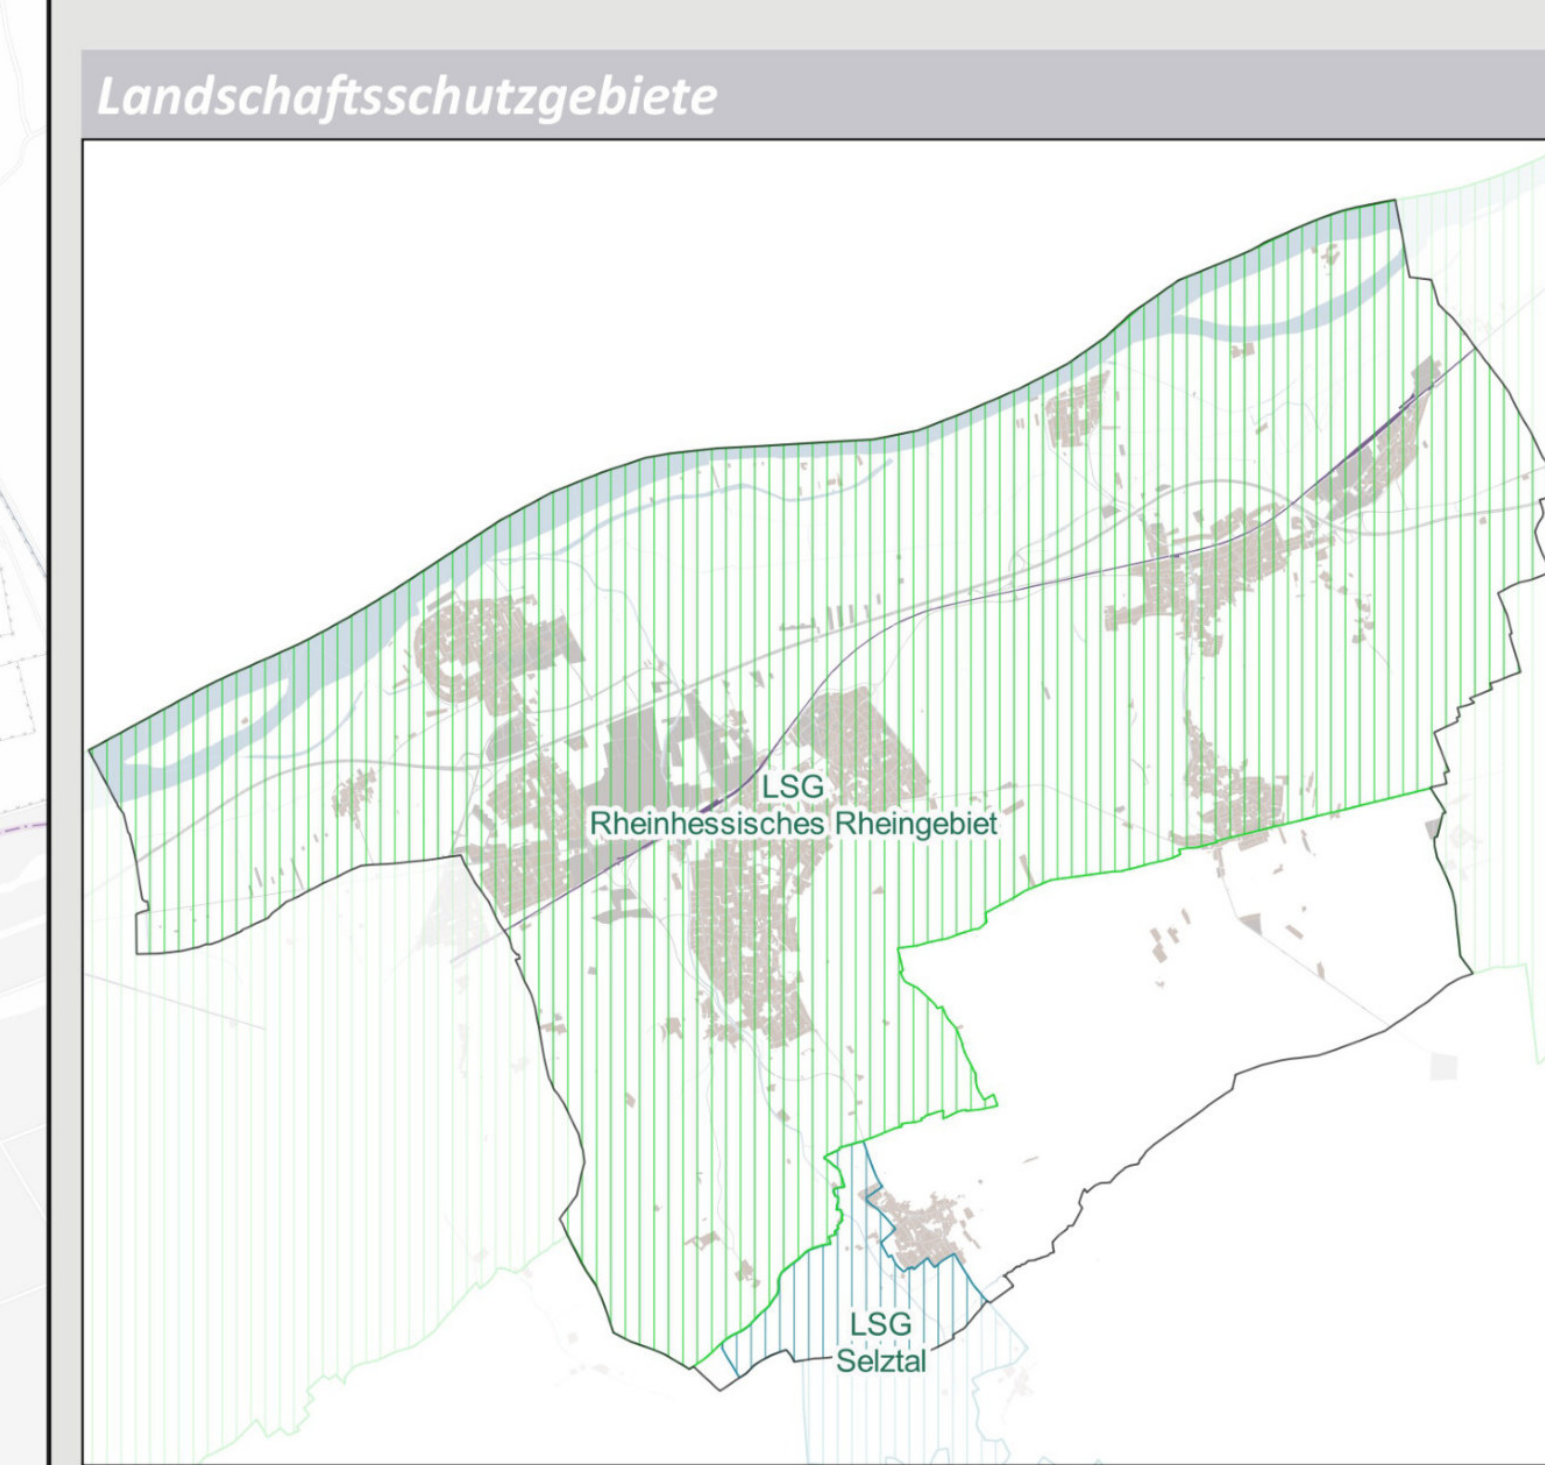 Landschaftsschutzgebiete
LSG
Rheinhessisches Rheingebiet
LSG
Selztal